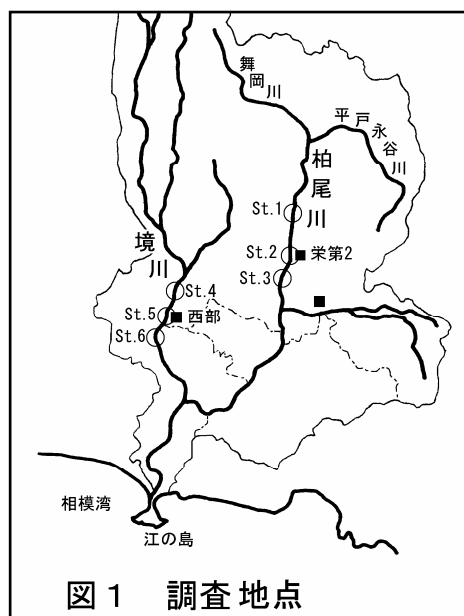 舞岡川
平戸永谷川
柏尾川
St.1
St.2
栄第2
St.3
境川
St.4
St.5
西部
St.6
相模湾
江の島
図1 調査地点